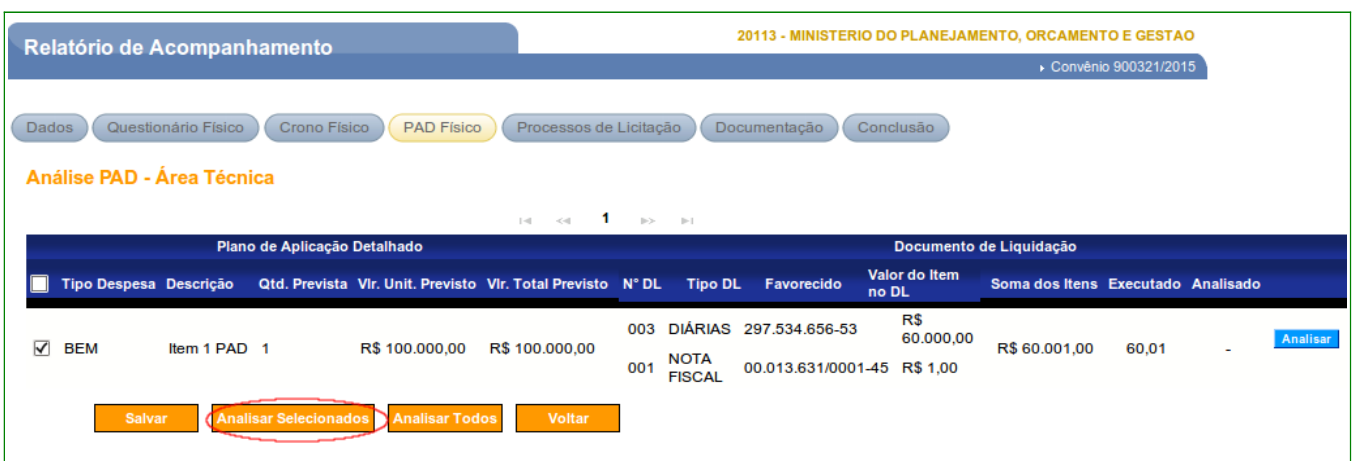 Relatório de Acompanhamento
20113 - MINISTERIO DO PLANEJAMENTO, ORCAMENTO E GESTAO
Convênio 900321/2015
Dados Questionário Físico Crono Físico PAD Físico Processos de Licitação Documentação Conclusão
Análise PAD - Área Técnica
1
Plano de Aplicação Detalhado Documento de Liquidação
Tipo Despesa Descrição Qtd. Prevista Vlr. Unit. Previsto Vlr. Total Previsto N° DL Tipo DL Favorecido Valor do Item no DL Soma dos Itens Executado Analisado
BEM Item 1 PAD 1 R$ 100.000,00 R$ 100.000,00 003 DIÁRIAS 297.534.656-53 R$ 60.000,00 R$ 60.001,00 60,01 - Analisar
001 NOTA FISCAL 00.013.631/0001-45 R$ 1,00
Salvar Analisar Selecionados Analisar Todos Voltar